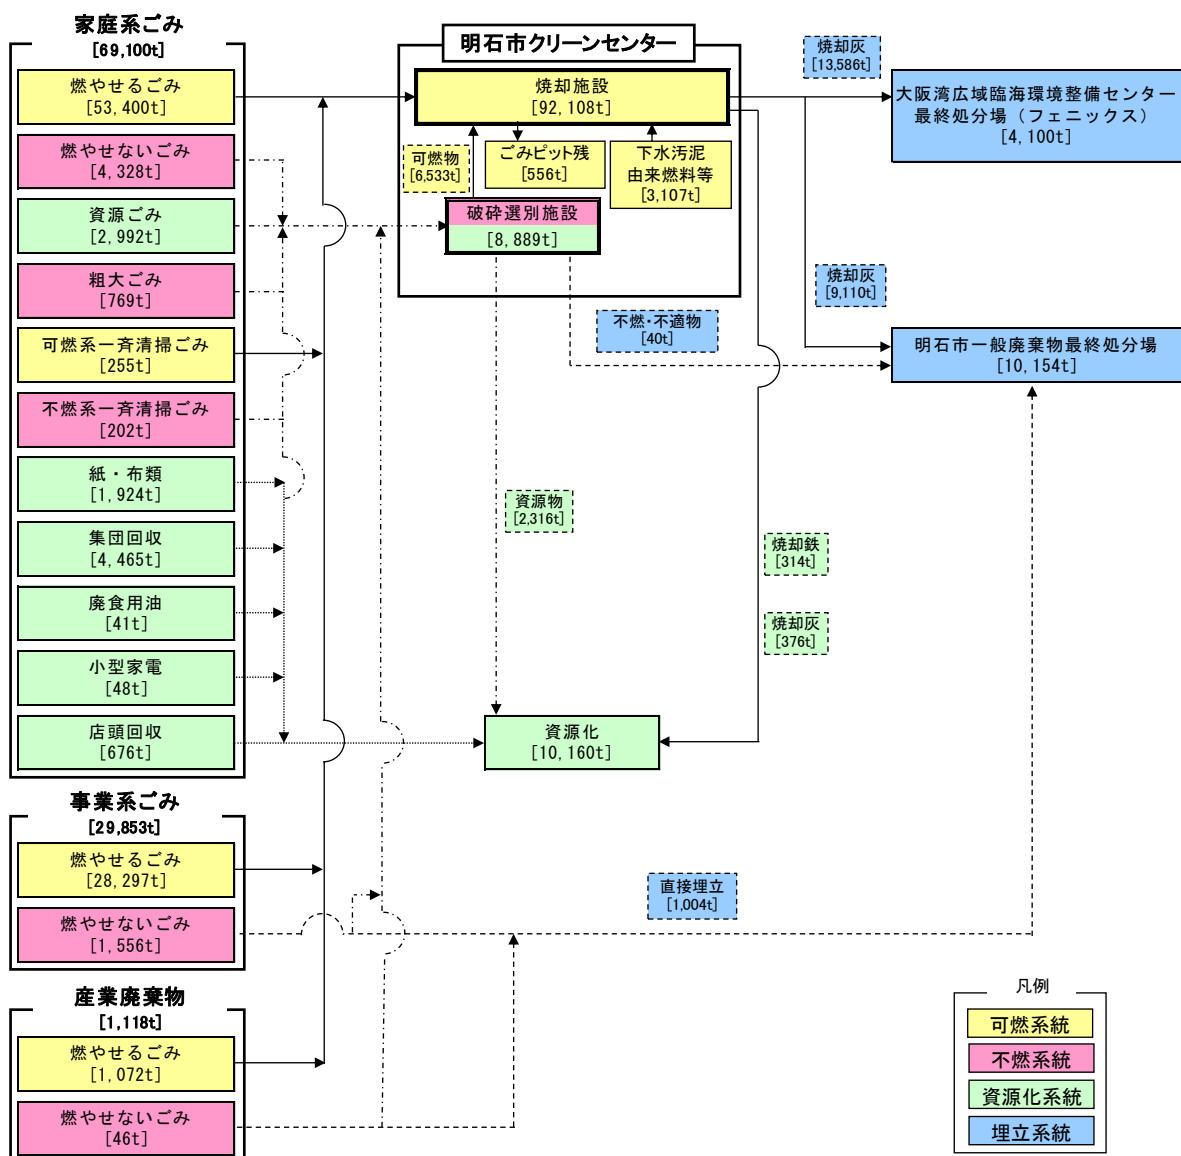 家庭系ごみ
[69,100t]
燃やせるごみ
[53,400t]
燃やせないごみ
[4,328t]
資源ごみ
[2,992t]
粗大ごみ
[769t]
可燃系一斉清掃ごみ
[255t]
不燃系一斉清掃ごみ
[202t]
紙・布類
[1,924t]
集団回収
[4,465t]
廃食用油
[41t]
小型家電
[48t]
店頭回収
[676t]
事業系ごみ
[29,853t]
燃やせるごみ
[28,297t]
燃やせないごみ
[1,556t]
産業廃棄物
[1,118t]
燃やせるごみ
[1,072t]
燃やせないごみ
[46t]
明石市クリーンセンター
焼却施設
[92,108t]
可燃物
[6,533t]
ごみピット残
[556t]
下水汚泥
由来燃料等
[3,107t]
破砕選別施設
[8,889t]
焼却灰
[13,586t]
大阪湾広域臨海環境整備センター
最終処分場（フェニックス）
[4,100t]
焼却灰
[9,110t]
不燃・不適物
[40t]
明石市一般廃棄物最終処分場
[10,154t]
資源物
[2,316t]
焼却鉄
[314t]
焼却灰
[376t]
資源化
[10,160t]
直接埋立
[1,004t]
凡例
可燃系統
不燃系統
資源化系統
埋立系統